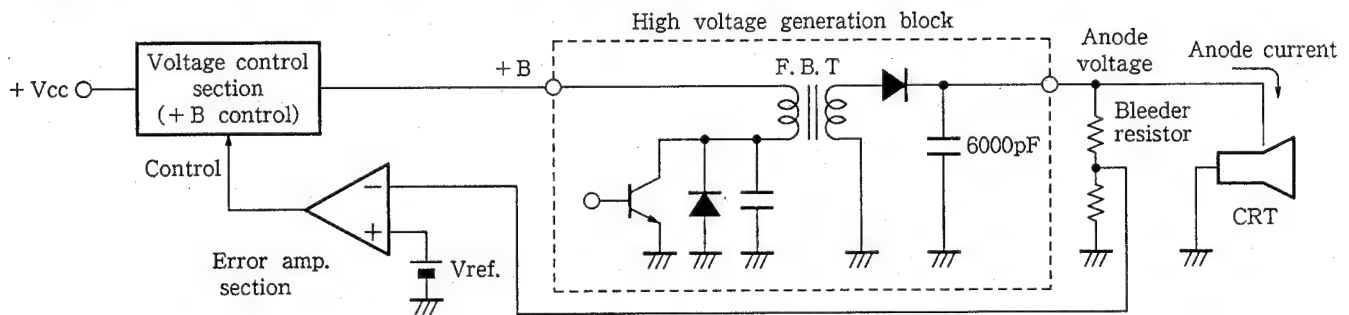 High voltage generation block
Voltage control
section
(+B control)
+Vcc
+B
F. B. T
Anode
voltage
Anode current
Bleeder
resistor
6000pF
Control
−
+
Error amp.
section
Vref.
CRT